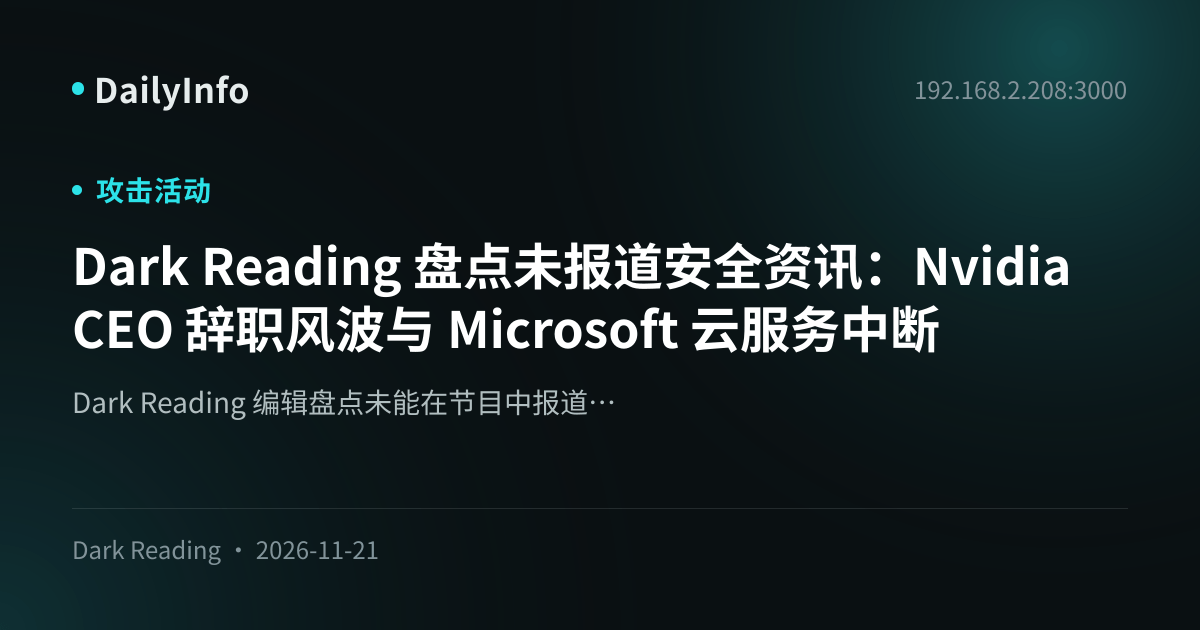 DailyInfo
192.168.2.208:3000
攻击活动
Dark Reading 盘点未报道安全资讯：Nvidia
CEO 辞职风波与 Microsoft 云服务中断
Dark Reading 编辑盘点未能在节目中报道…
Dark Reading • 2026-11-21